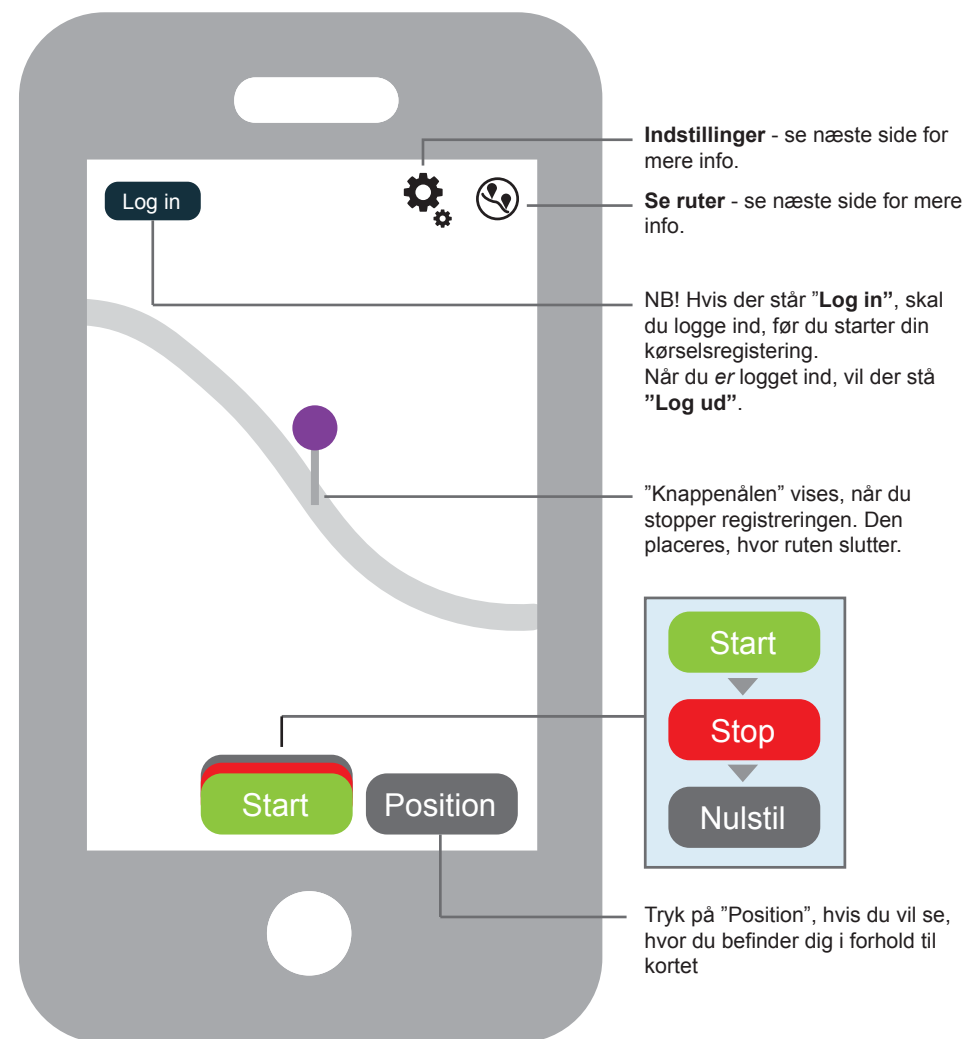 Indstillinger - se næste side for
mere info.
Log in
Se ruter - se næste side for mere
info.
NB! Hvis der står ”Log in”, skal
du logge ind, før du starter din
kørselsregistering.
Når du er logget ind, vil der stå
”Log ud”.
”Knappenålen” vises, når du
stopper registreringen. Den
placeres, hvor ruten slutter.
Start
Stop
Nulstil
Start
Position
Tryk på ”Position”, hvis du vil se,
hvor du befinder dig i forhold til
kortet